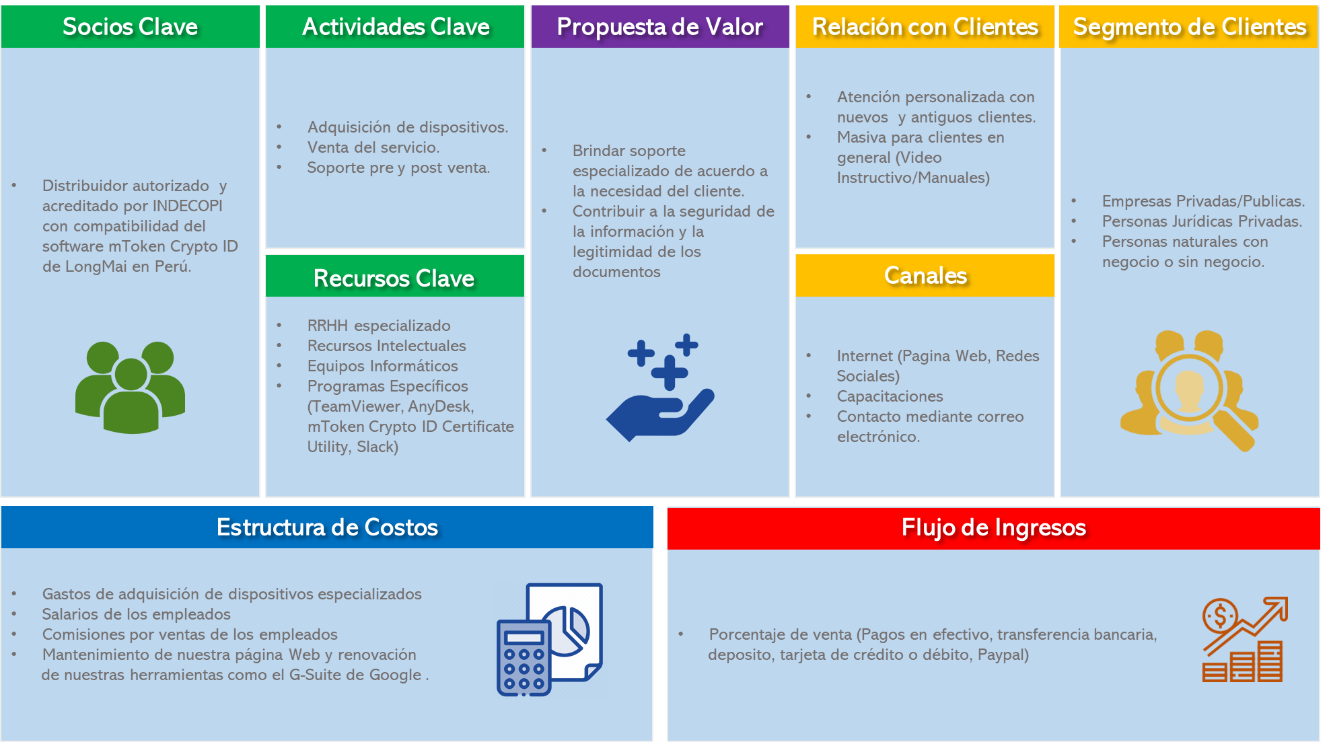 Socios Clave
• Distribuidor autorizado y
acreditado por INDECOPI
con compatibilidad del
software mToken Crypto ID
de LongMai en Perú.
Actividades Clave
• Adquisición de dispositivos.
• Venta del servicio.
• Soporte pre y post venta.
Recursos Clave
• RRHH especializado
• Recursos Intelectuales
• Equipos Informáticos
• Programas Específicos
(TeamViewer, AnyDesk,
mToken Crypto ID Certificate
Utility, Slack)
Propuesta de Valor
• Brindar soporte
especializado de acuerdo a
la necesidad del cliente.
• Contribuir a la seguridad de
la información y la
legitimidad de los
documentos
Relación con Clientes
• Atención personalizada con
nuevos y antiguos clientes.
• Masiva para clientes en
general (Video
Instructivo/Manuales)
Canales
• Internet (Pagina Web, Redes
Sociales)
• Capacitaciones
• Contacto mediante correo
electrónico.
Segmento de Clientes
• Empresas Privadas/Publicas.
• Personas Jurídicas Privadas.
• Personas naturales con
negocio o sin negocio.
Estructura de Costos
• Gastos de adquisición de dispositivos especializados
• Salarios de los empleados
• Comisiones por ventas de los empleados
• Mantenimiento de nuestra página Web y renovación
de nuestras herramientas como el G-Suite de Google .
Flujo de Ingresos
• Porcentaje de venta (Pagos en efectivo, transferencia bancaria,
deposito, tarjeta de crédito o débito, Paypal)
$